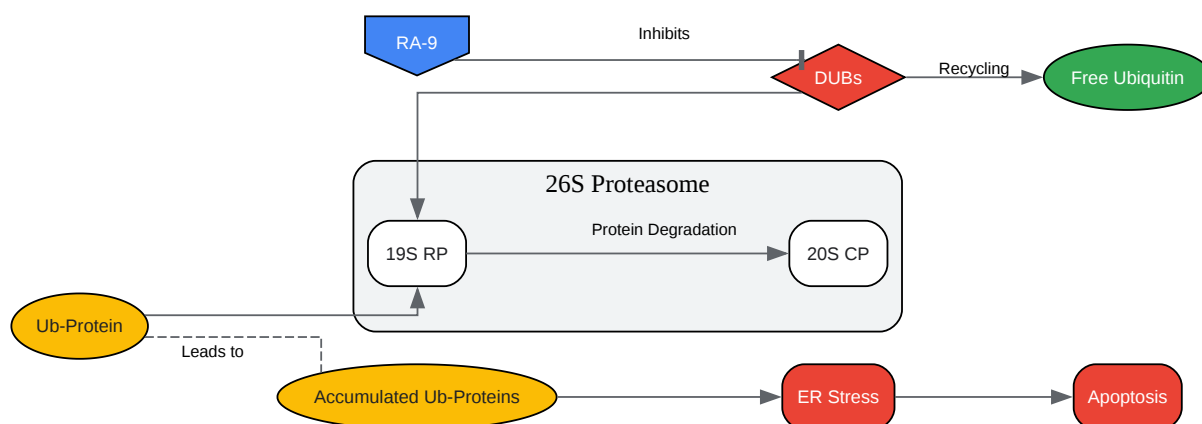 RA-9
Inhibits
DUBs
Recycling
Free Ubiquitin
26S Proteasome
19S RP
Protein Degradation
20S CP
Ub-Protein
Leads to
Accumulated Ub-Proteins
ER Stress
Apoptosis